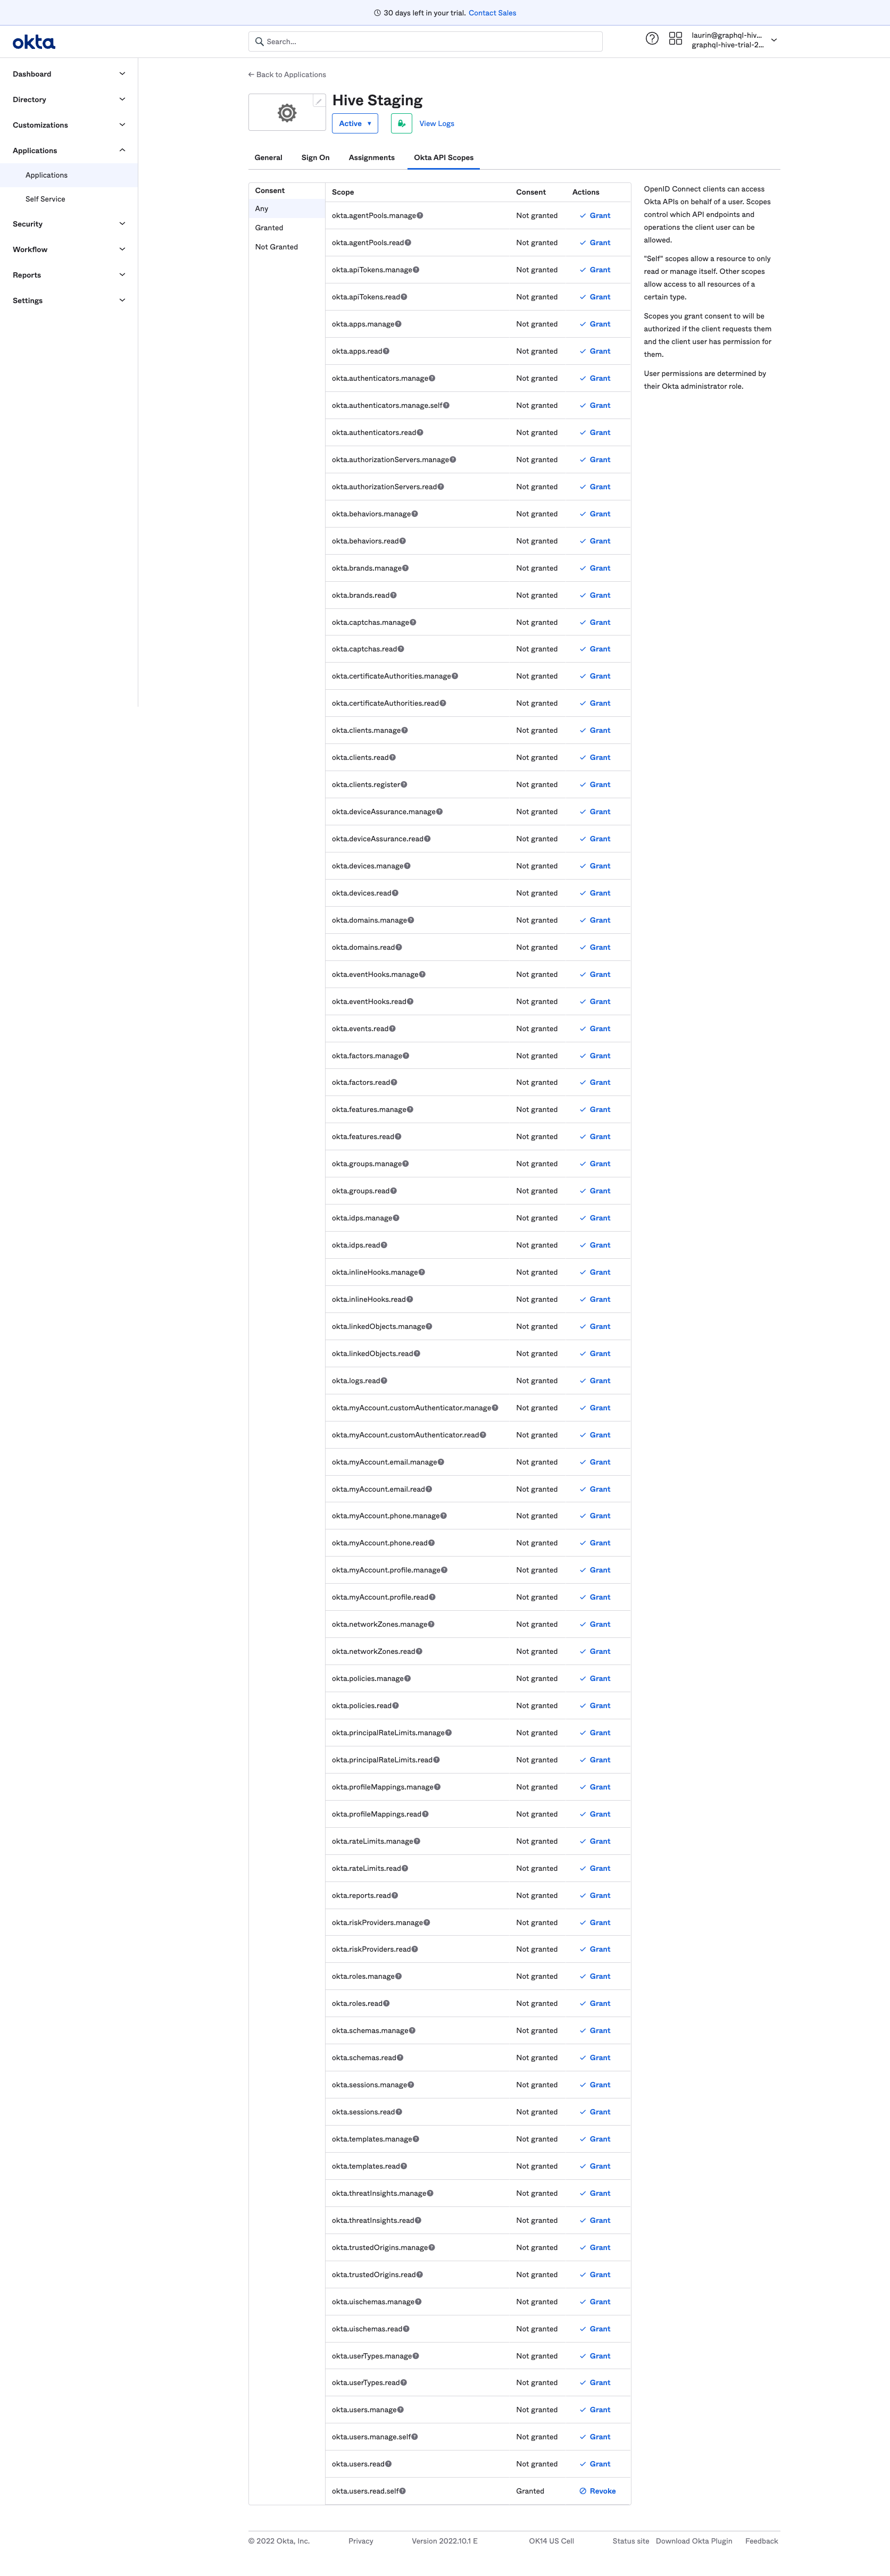 30 days left in your trial. Contact Sales
okta
Search...
laurin@graphql-hiv...
graphql-hive-trial-2...
Dashboard
Directory
Customizations
Applications
Applications
Self Service
Security
Workflow
Reports
Settings
← Back to Applications
Hive Staging
Active ▼
View Logs
General Sign On Assignments Okta API Scopes
Consent
Any
Granted
Not Granted
Scope Consent Actions
okta.agentPools.manage Not granted Grant
okta.agentPools.read Not granted Grant
okta.apiTokens.manage Not granted Grant
okta.apiTokens.read Not granted Grant
okta.apps.manage Not granted Grant
okta.apps.read Not granted Grant
okta.authenticators.manage Not granted Grant
okta.authenticators.manage.self Not granted Grant
okta.authenticators.read Not granted Grant
okta.authorizationServers.manage Not granted Grant
okta.authorizationServers.read Not granted Grant
okta.behaviors.manage Not granted Grant
okta.behaviors.read Not granted Grant
okta.brands.manage Not granted Grant
okta.brands.read Not granted Grant
okta.captchas.manage Not granted Grant
okta.captchas.read Not granted Grant
okta.certificateAuthorities.manage Not granted Grant
okta.certificateAuthorities.read Not granted Grant
okta.clients.manage Not granted Grant
okta.clients.read Not granted Grant
okta.clients.register Not granted Grant
okta.deviceAssurance.manage Not granted Grant
okta.deviceAssurance.read Not granted Grant
okta.devices.manage Not granted Grant
okta.devices.read Not granted Grant
okta.domains.manage Not granted Grant
okta.domains.read Not granted Grant
okta.eventHooks.manage Not granted Grant
okta.eventHooks.read Not granted Grant
okta.events.read Not granted Grant
okta.factors.manage Not granted Grant
okta.factors.read Not granted Grant
okta.features.manage Not granted Grant
okta.features.read Not granted Grant
okta.groups.manage Not granted Grant
okta.groups.read Not granted Grant
okta.idps.manage Not granted Grant
okta.idps.read Not granted Grant
okta.inlineHooks.manage Not granted Grant
okta.inlineHooks.read Not granted Grant
okta.linkedObjects.manage Not granted Grant
okta.linkedObjects.read Not granted Grant
okta.logs.read Not granted Grant
okta.myAccount.customAuthenticator.manage Not granted Grant
okta.myAccount.customAuthenticator.read Not granted Grant
okta.myAccount.email.manage Not granted Grant
okta.myAccount.email.read Not granted Grant
okta.myAccount.phone.manage Not granted Grant
okta.myAccount.phone.read Not granted Grant
okta.myAccount.profile.manage Not granted Grant
okta.myAccount.profile.read Not granted Grant
okta.networkZones.manage Not granted Grant
okta.networkZones.read Not granted Grant
okta.policies.manage Not granted Grant
okta.policies.read Not granted Grant
okta.principalRateLimits.manage Not granted Grant
okta.principalRateLimits.read Not granted Grant
okta.profileMappings.manage Not granted Grant
okta.profileMappings.read Not granted Grant
okta.rateLimits.manage Not granted Grant
okta.rateLimits.read Not granted Grant
okta.reports.read Not granted Grant
okta.riskProviders.manage Not granted Grant
okta.riskProviders.read Not granted Grant
okta.roles.manage Not granted Grant
okta.roles.read Not granted Grant
okta.schemas.manage Not granted Grant
okta.schemas.read Not granted Grant
okta.sessions.manage Not granted Grant
okta.sessions.read Not granted Grant
okta.templates.manage Not granted Grant
okta.templates.read Not granted Grant
okta.threatInsights.manage Not granted Grant
okta.threatInsights.read Not granted Grant
okta.trustedOrigins.manage Not granted Grant
okta.trustedOrigins.read Not granted Grant
okta.uischemas.manage Not granted Grant
okta.uischemas.read Not granted Grant
okta.userTypes.manage Not granted Grant
okta.userTypes.read Not granted Grant
okta.users.manage Not granted Grant
okta.users.manage.self Not granted Grant
okta.users.read Not granted Grant
okta.users.read.self Granted Revoke
OpenID Connect clients can access
Okta APIs on behalf of a user. Scopes
control which API endpoints and
operations the client user can be
allowed.
"Self" scopes allow a resource to only
read or manage itself. Other scopes
allow access to all resources of a
certain type.
Scopes you grant consent to will be
authorized if the client requests them
and the client user has permission for
them.
User permissions are determined by
their Okta administrator role.
© 2022 Okta, Inc. Privacy Version 2022.10.1 E OK14 US Cell Status site Download Okta Plugin Feedback